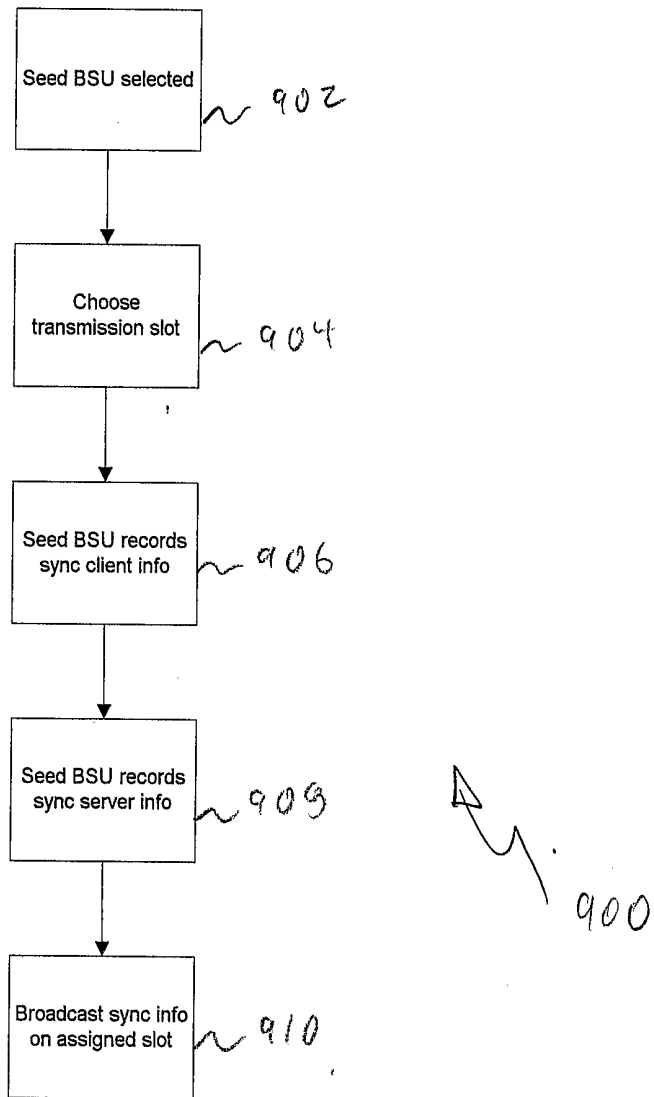 Seed BSU selected
902
Choose
transmission slot
904
Seed BSU records
sync client info
906
Seed BSU records
sync server info
908
900
Broadcast sync info
on assigned slot
910